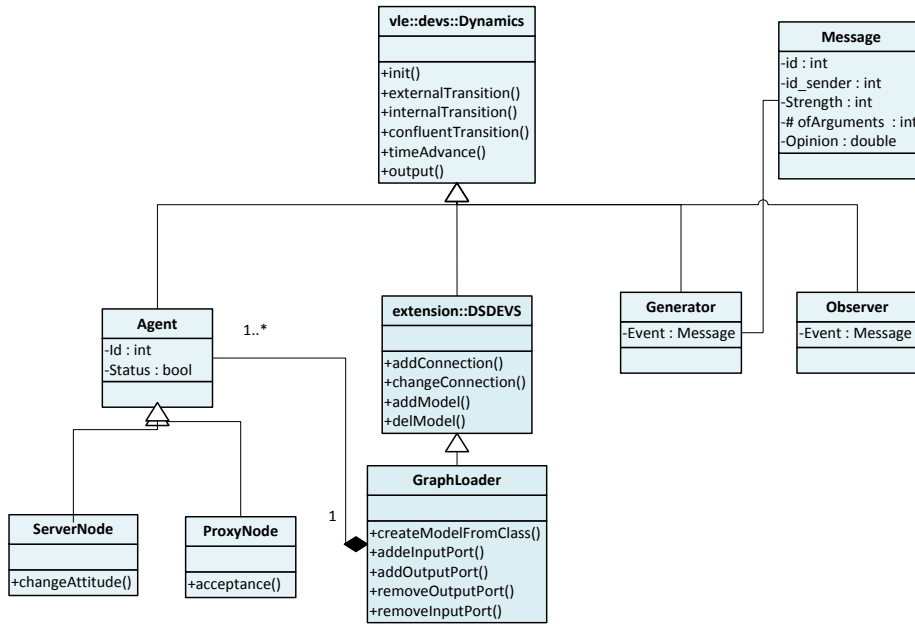 vle::devs::Dynamics
+init()
+externalTransition()
+internalTransition()
+confluentTransition()
+timeAdvance()
+output()
Message
-id : int
-id_sender : int
-Strength : int
-# ofArguments : int
-Opinion : double
Agent
-Id : int
-Status : bool
1..*
extension::DSDEVS
+addConnection()
+changeConnection()
+addModel()
+delModel()
Generator
-Event : Message
Observer
-Event : Message
ServerNode
+changeAttitude()
ProxyNode
+acceptance()
1
GraphLoader
+createModelFromClass()
+addeInputPort()
+addOutputPort()
+removeOutputPort()
+removeInputPort()